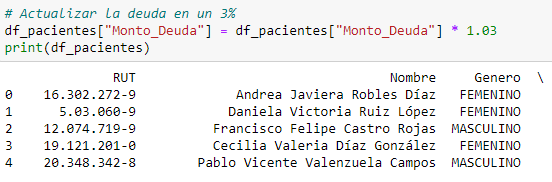 # Actualizar la deuda en un 3%
df_pacientes["Monto_Deuda"] = df_pacientes["Monto_Deuda"] * 1.03
print(df_pacientes)
RUT Nombre Genero \
0 16.302.272-9 Andrea Javiera Robles Díaz FEMENINO
1 5.03.060-9 Daniela Victoria Ruiz López FEMENINO
2 12.074.719-9 Francisco Felipe Castro Rojas MASCULINO
3 19.121.201-0 Cecilia Valeria Díaz González FEMENINO
4 20.348.342-8 Pablo Vicente Valenzuela Campos MASCULINO